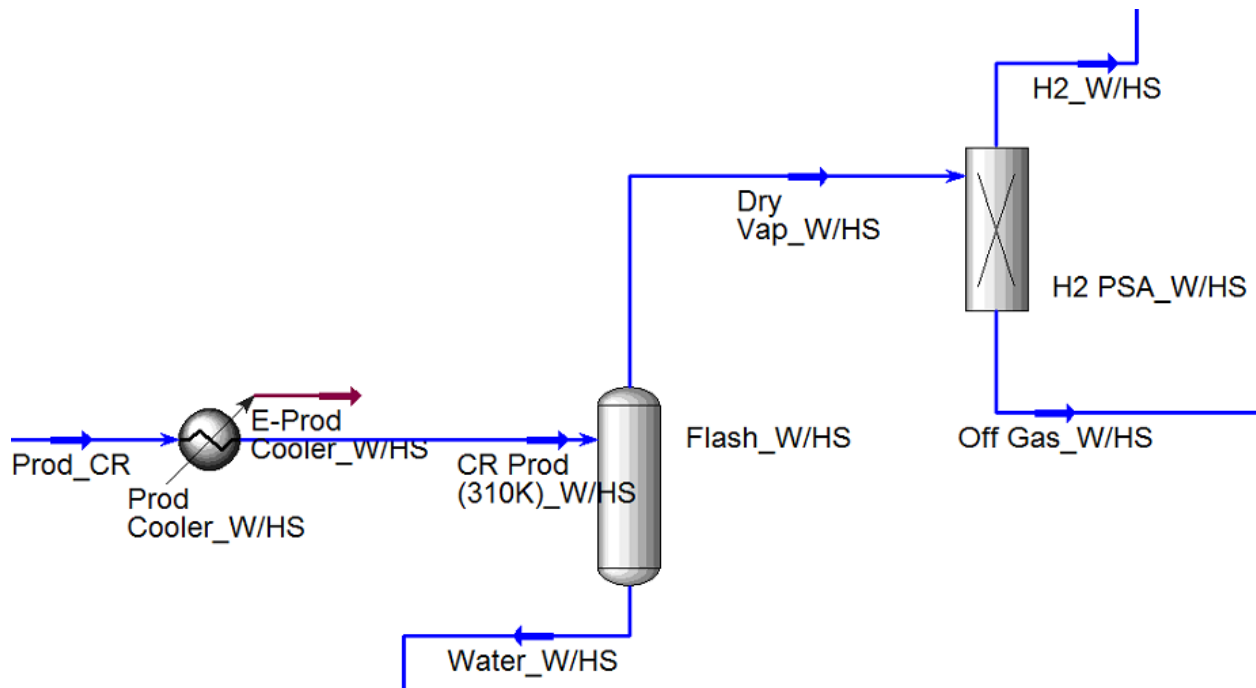 H2_W/HS
Dry
Vap_W/HS
H2 PSA_W/HS
E-Prod
Cooler_W/HS
Flash_W/HS
Off Gas_W/HS
Prod_CR
CR Prod
(310K)_W/HS
Prod
Cooler_W/HS
Water_W/HS